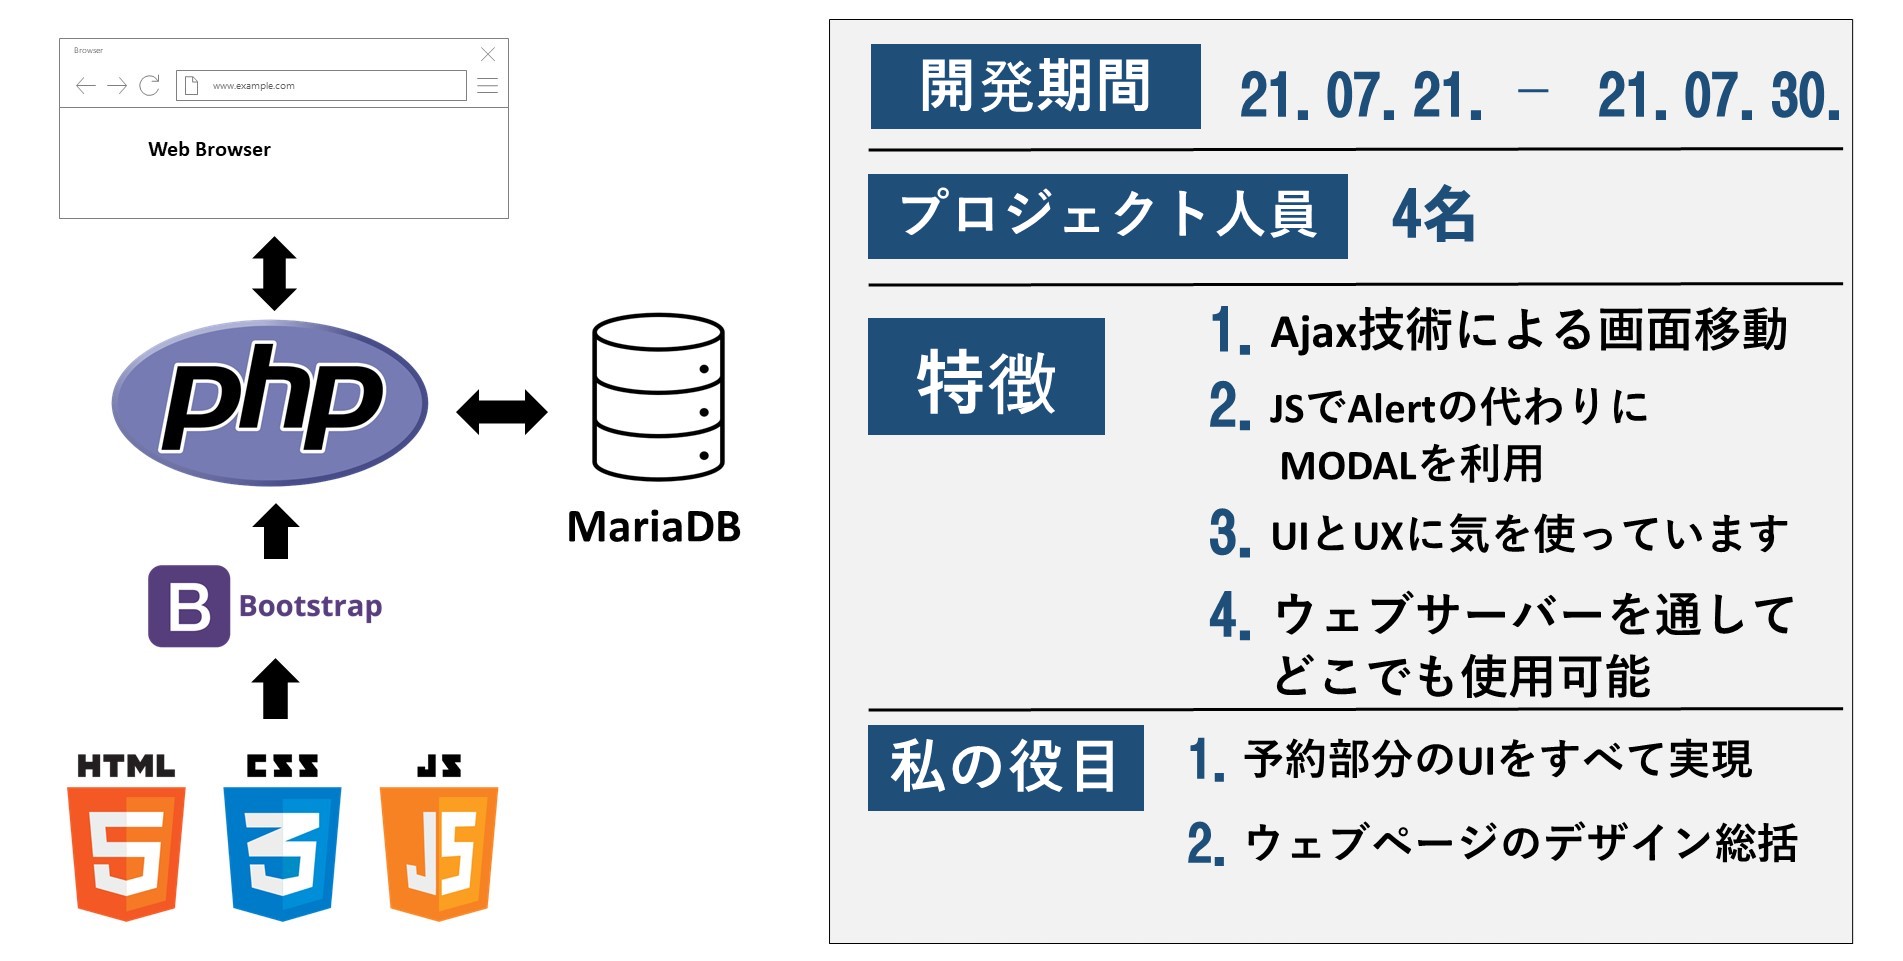 Browser
www.example.com
Web Browser
php
MariaDB
B Bootstrap
HTML CSS JS
5 3 JS
開発期間 21. 07. 21. － 21. 07. 30.
プロジェクト人員 4名
特徴
1. Ajax技術による画面移動
2. JSでAlertの代わりに
MODALを利用
3. UIとUXに気を使っています
4. ウェブサーバーを通して
どこでも使用可能
私の役目
1. 予約部分のUIをすべて実現
2. ウェブページのデザイン総括